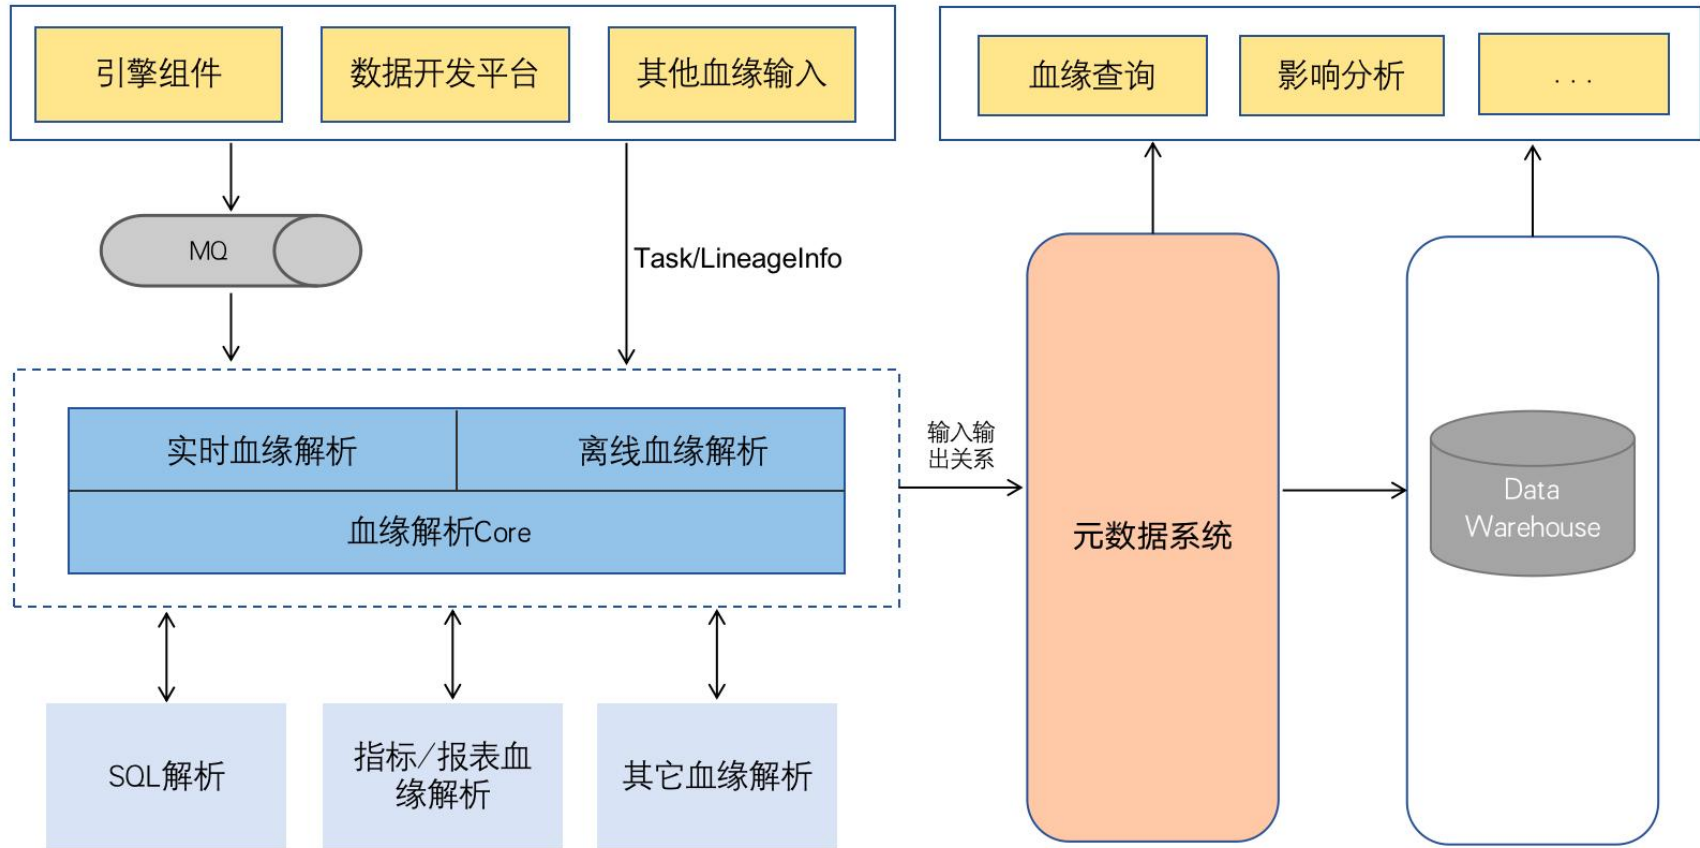 引擎组件
数据开发平台
其他血缘输入
血缘查询
影响分析
...
MQ
Task/LineageInfo
实时血缘解析
离线血缘解析
血缘解析Core
输入输
出关系
元数据系统
Data
Warehouse
SQL解析
指标/报表血
缘解析
其它血缘解析